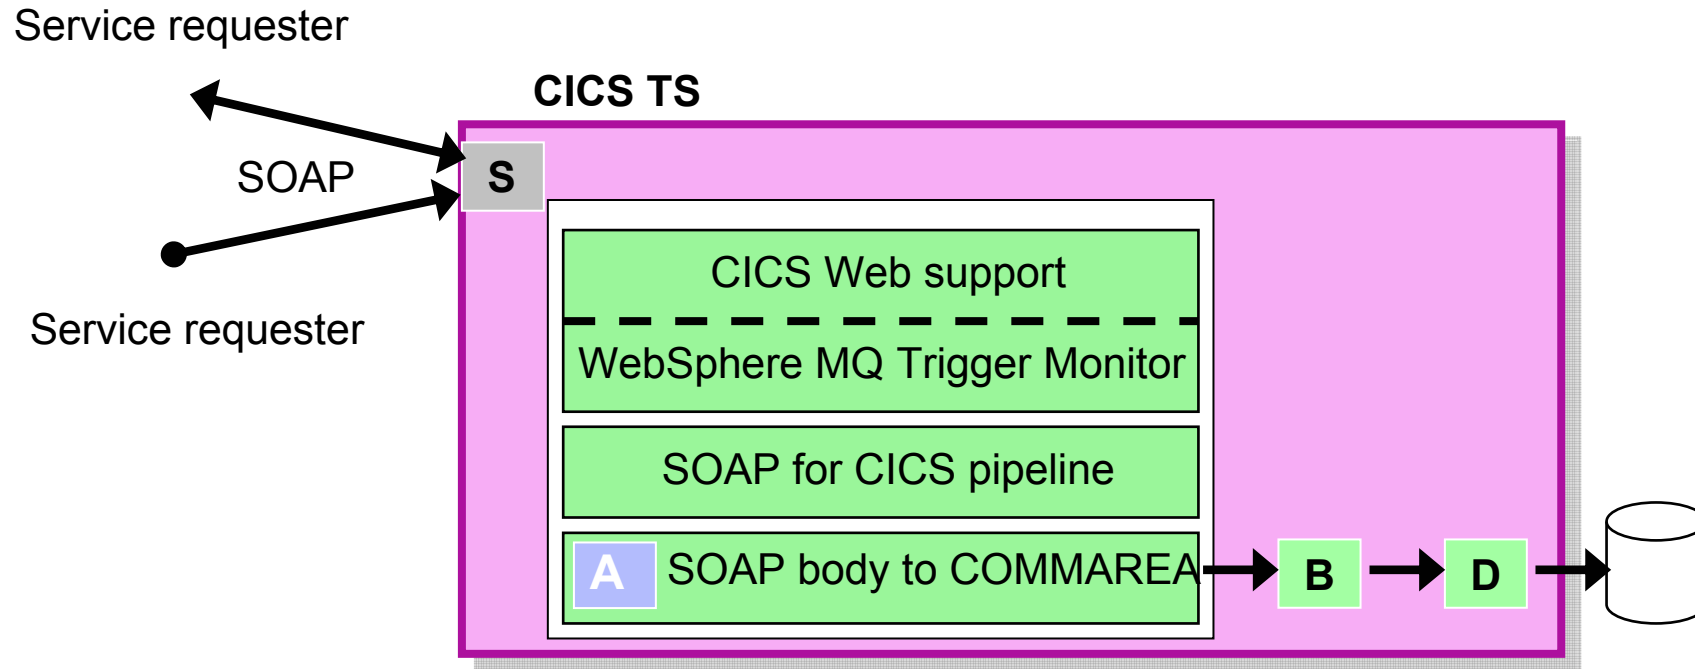 Service requester
CICS TS
SOAP
S
CICS Web support
Service requester
WebSphere MQ Trigger Monitor
SOAP for CICS pipeline
A SOAP body to COMMAREA
B
D